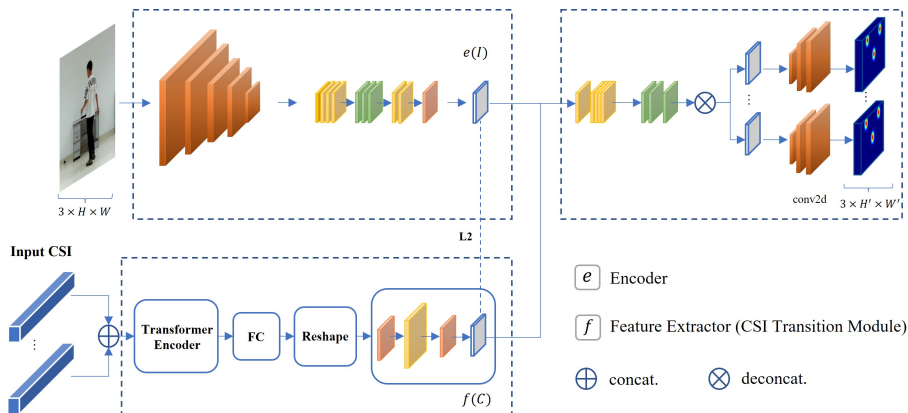 e(I)
3 × H × W
conv2d
3 × H′ × W′
L2
Input CSI
Transformer
Encoder
FC
Reshape
f(C)
e Encoder
f Feature Extractor (CSI Transition Module)
concat.
deconcat.